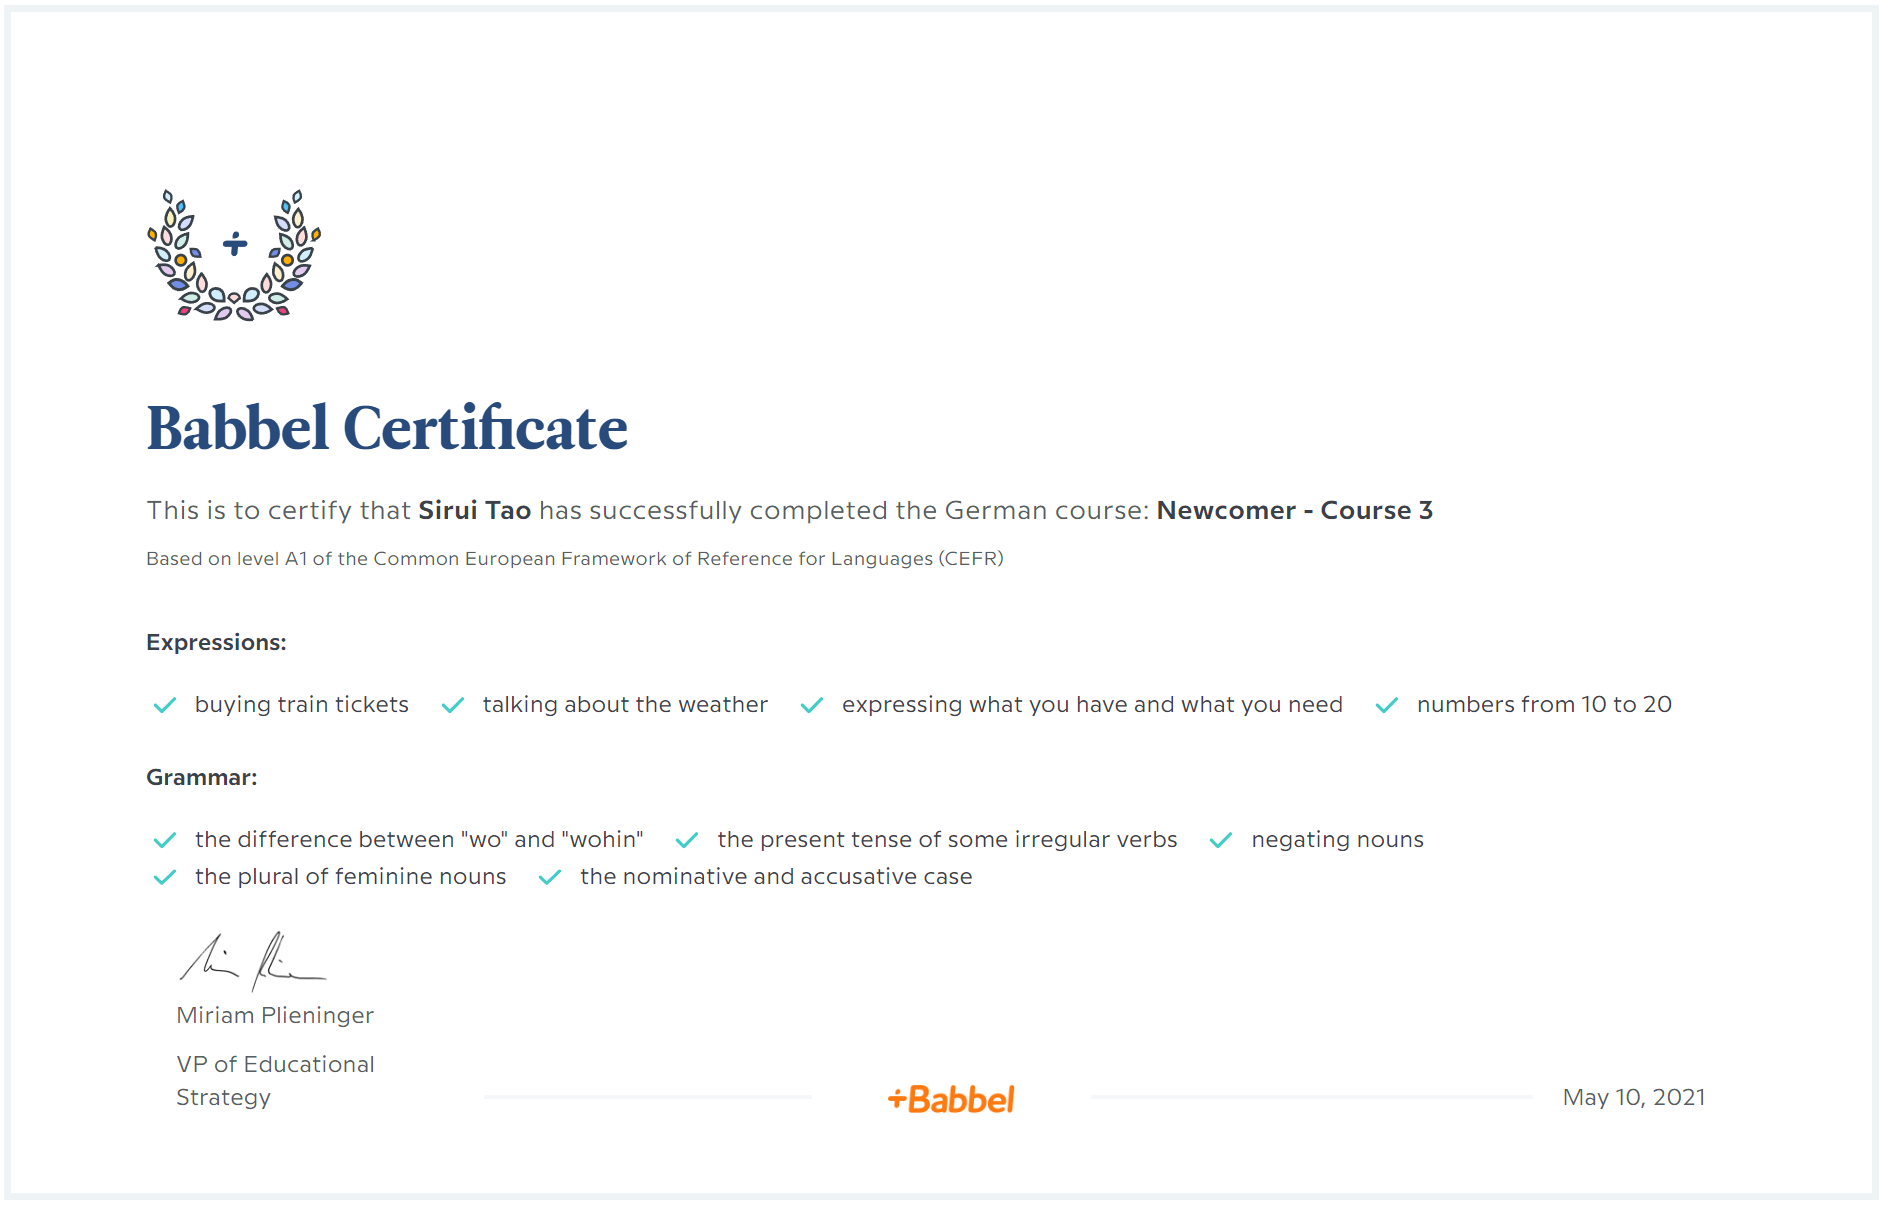 Babbel Certificate
This is to certify that Sirui Tao has successfully completed the German course: Newcomer - Course 3
Based on level A1 of the Common European Framework of Reference for Languages (CEFR)
Expressions:
buying train tickets talking about the weather expressing what you have and what you need numbers from 10 to 20
Grammar:
the difference between "wo" and "wohin" the present tense of some irregular verbs negating nouns
the plural of feminine nouns the nominative and accusative case
Miriam Plieninger
VP of Educational
Strategy
+Babbel
May 10, 2021